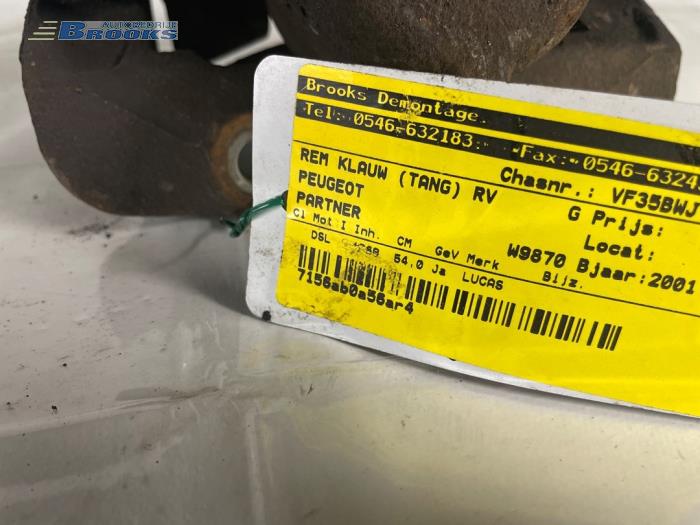 AUTOBEDRIJF
BROOKS
Brooks Demontage.
Tel: 0546-632183. Fax: 0546-6324
Chasnr.: VF35BWJ
REM KLAUW (TANG) RV
PEUGEOT
G Prijs:
PARTNER
Locat:
Cl Mot I Inh. CM GeV Merk
W9870 Bjaar:2001
DSL 54,0 Ja LUCAS
Bijz.
7156ab0a56ar4